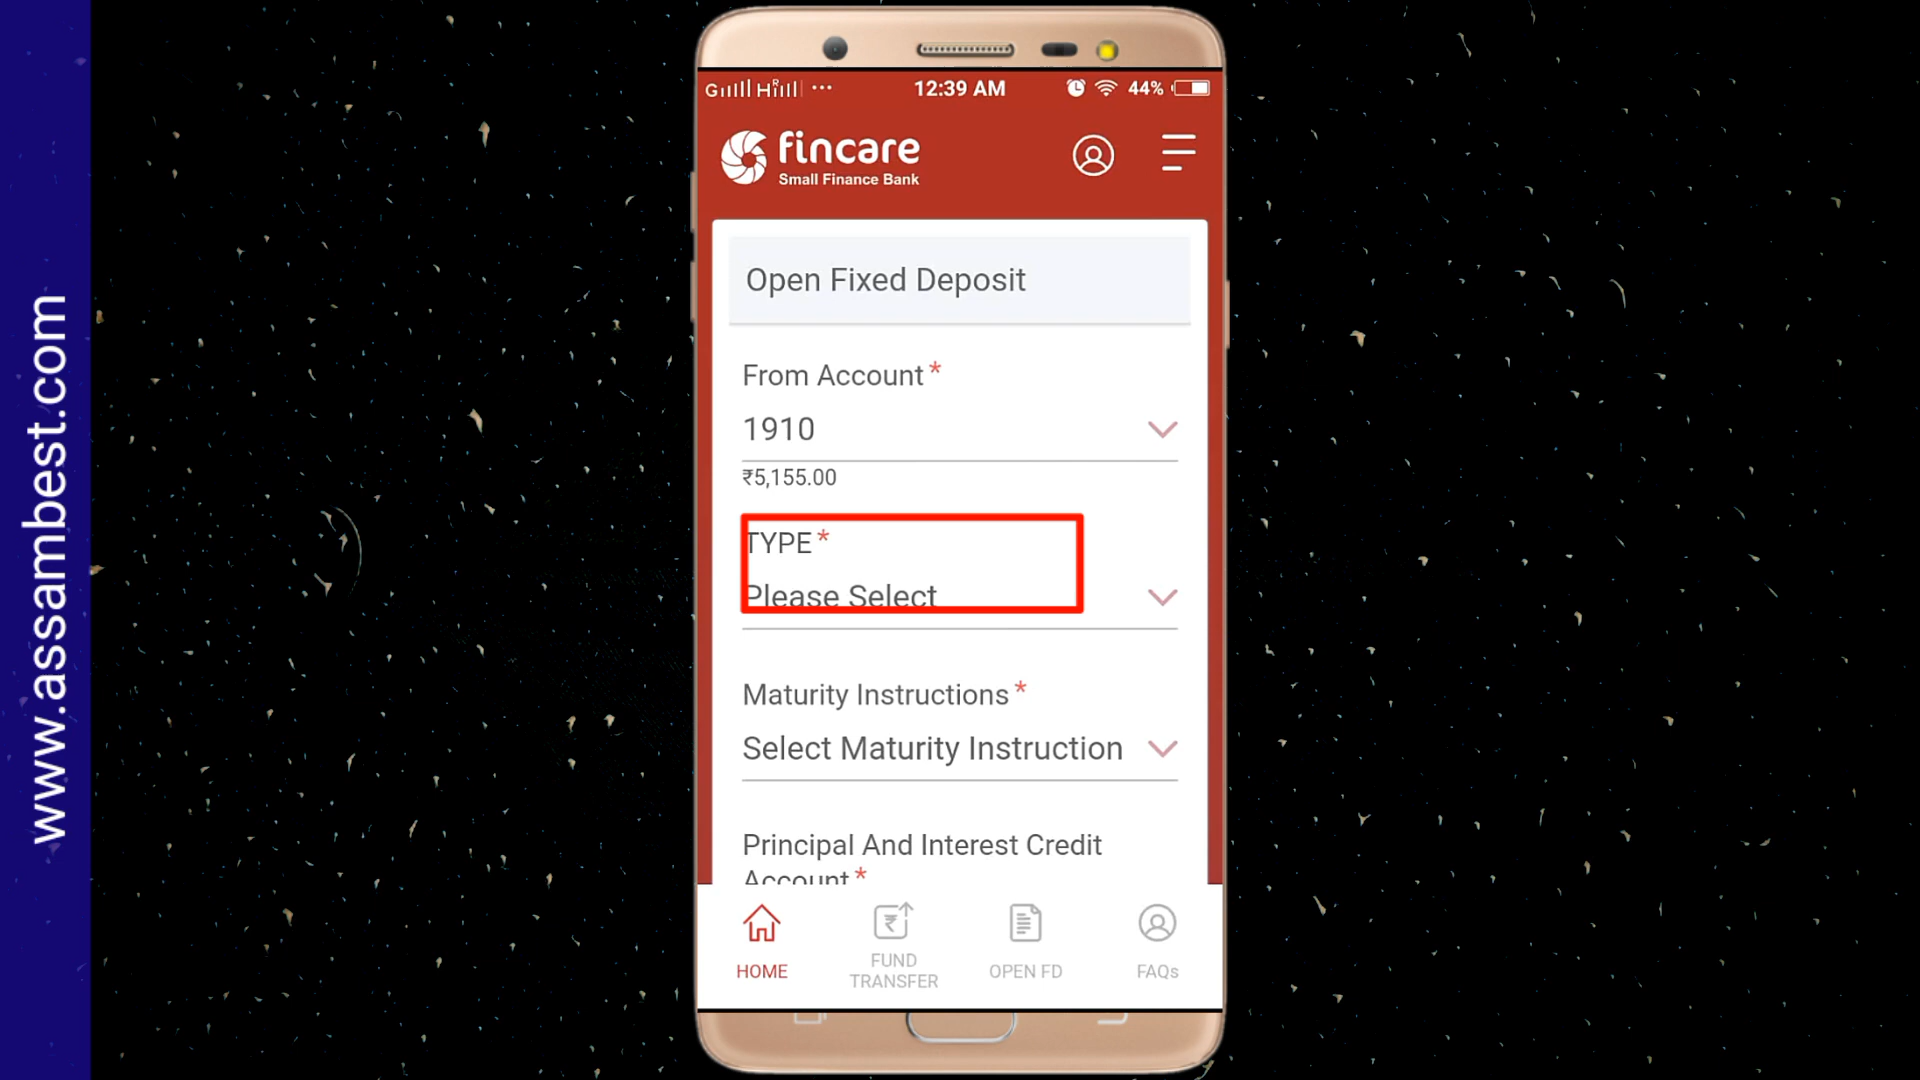 www.assambest.com
12:39 AM
44%
fincare
Small Finance Bank
Open Fixed Deposit
From Account *
1910
₹5,155.00
TYPE *
Please Select
Maturity Instructions *
Select Maturity Instruction
Principal And Interest Credit
Account *
HOME
FUND
TRANSFER
OPEN FD
FAQs